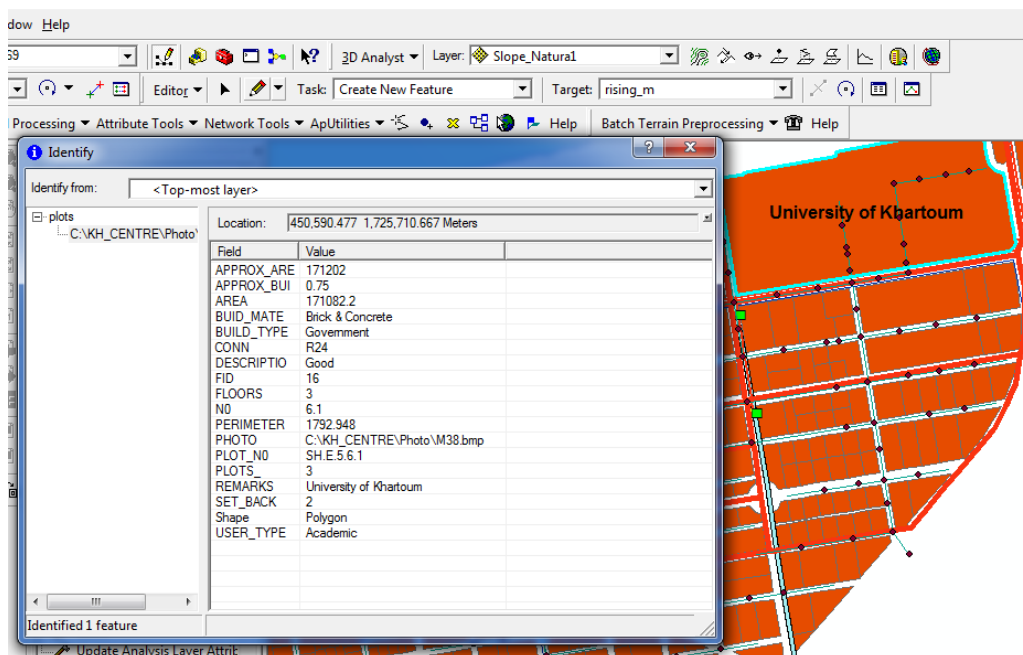 dow Help
69 3D Analyst Layer: Slope_Natura1
Editor Task: Create New Feature Target: rising_m
Processing Attribute Tools Network Tools ApUtilities Help Batch Terrain Preprocessing Help
Identify
Identify from: <Top-most layer>
plots
C:\KH_CENTRE\Photo\
Location: 450,590.477 1,725,710.667 Meters
Field Value
APPROX_ARE 171202
APPROX_BUI 0.75
AREA 171082.2
BUID_MATE Brick & Concrete
BUILD_TYPE Government
CONN R24
DESCRIPTIO Good
FID 16
FLOORS 3
N0 6.1
PERIMETER 1792.948
PHOTO C:\KH_CENTRE\Photo\M38.bmp
PLOT_N0 SH.E.5.6.1
PLOTS_ 3
REMARKS University of Khartoum
SET_BACK 2
Shape Polygon
USER_TYPE Academic
Identified 1 feature
Update Analysis Layer Attrib
University of Khartoum